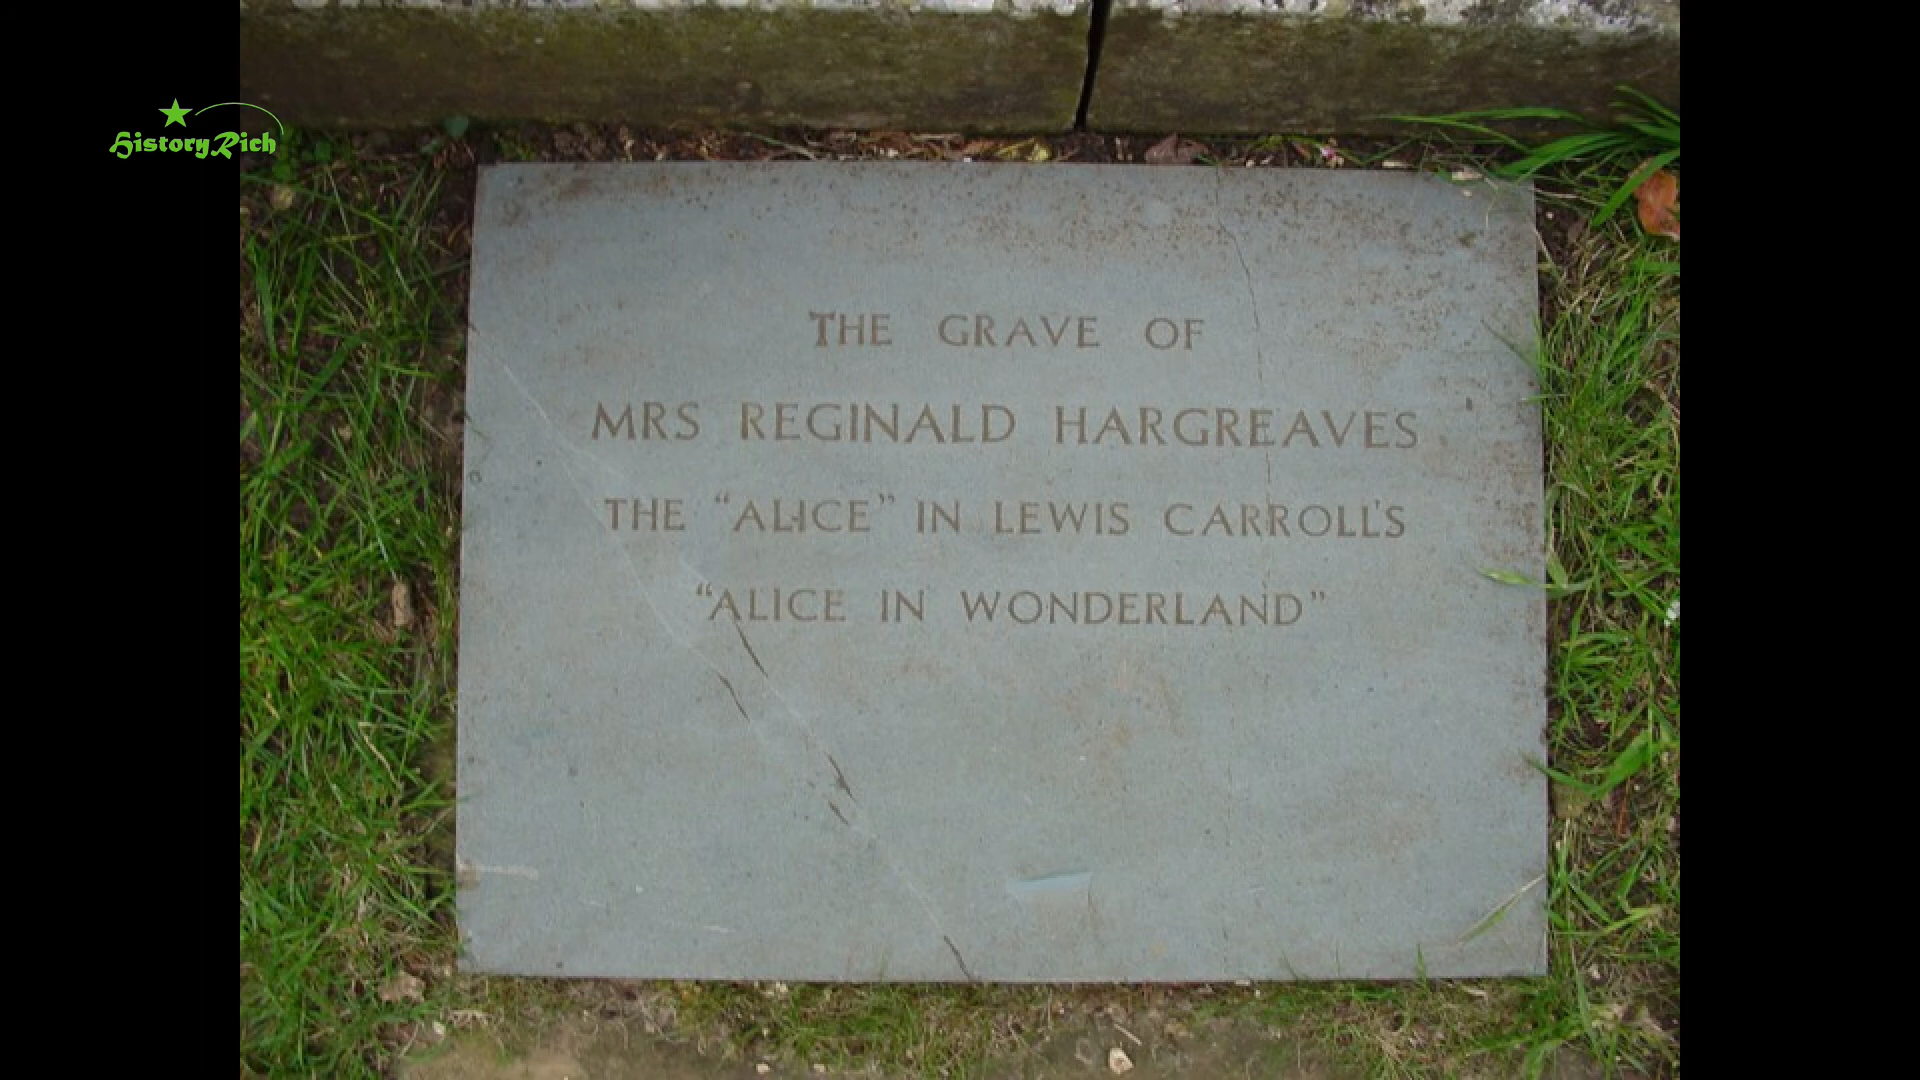 HistoryRich
THE GRAVE OF
MRS REGINALD HARGREAVES
THE “ALICE” IN LEWIS CARROLL'S
“ALICE IN WONDERLAND”